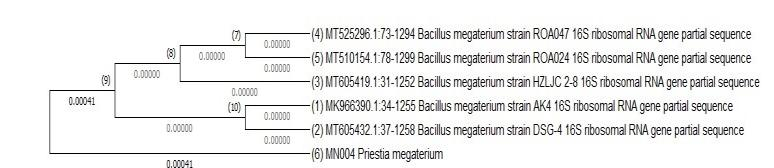 (7)
(4) MT525296.1:73-1294 Bacillus megaterium strain ROA047 16S ribosomal RNA gene partial sequence
0.00000
(8)
0.00000
(5) MT510154.1:78-1299 Bacillus megaterium strain ROA024 16S ribosomal RNA gene partial sequence
0.00000
(9)
0.00000
(3) MT605419.1:31-1252 Bacillus megaterium strain HZLJC 2-8 16S ribosomal RNA gene partial sequence
0.00000
0.00041
(10)
(1) MK966390.1:34-1255 Bacillus megaterium strain AK4 16S ribosomal RNA gene partial sequence
0.00000
0.00000
(2) MT605432.1:37-1258 Bacillus megaterium strain DSG-4 16S ribosomal RNA gene partial sequence
0.00000
(6) MN004 Priestia megaterium
0.00041